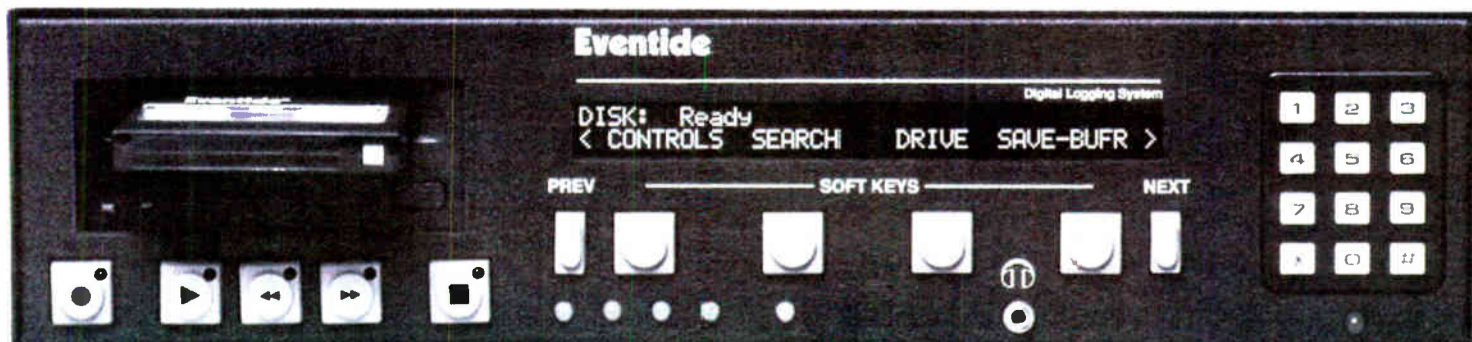 Eventide
Digital Logging System
DISK: Ready
< CONTROLS SEARCH DRIVE SAVE-BUFR >
PREV SOFT KEYS NEXT
1 2 3
4 5 6
7 8 9
0 #